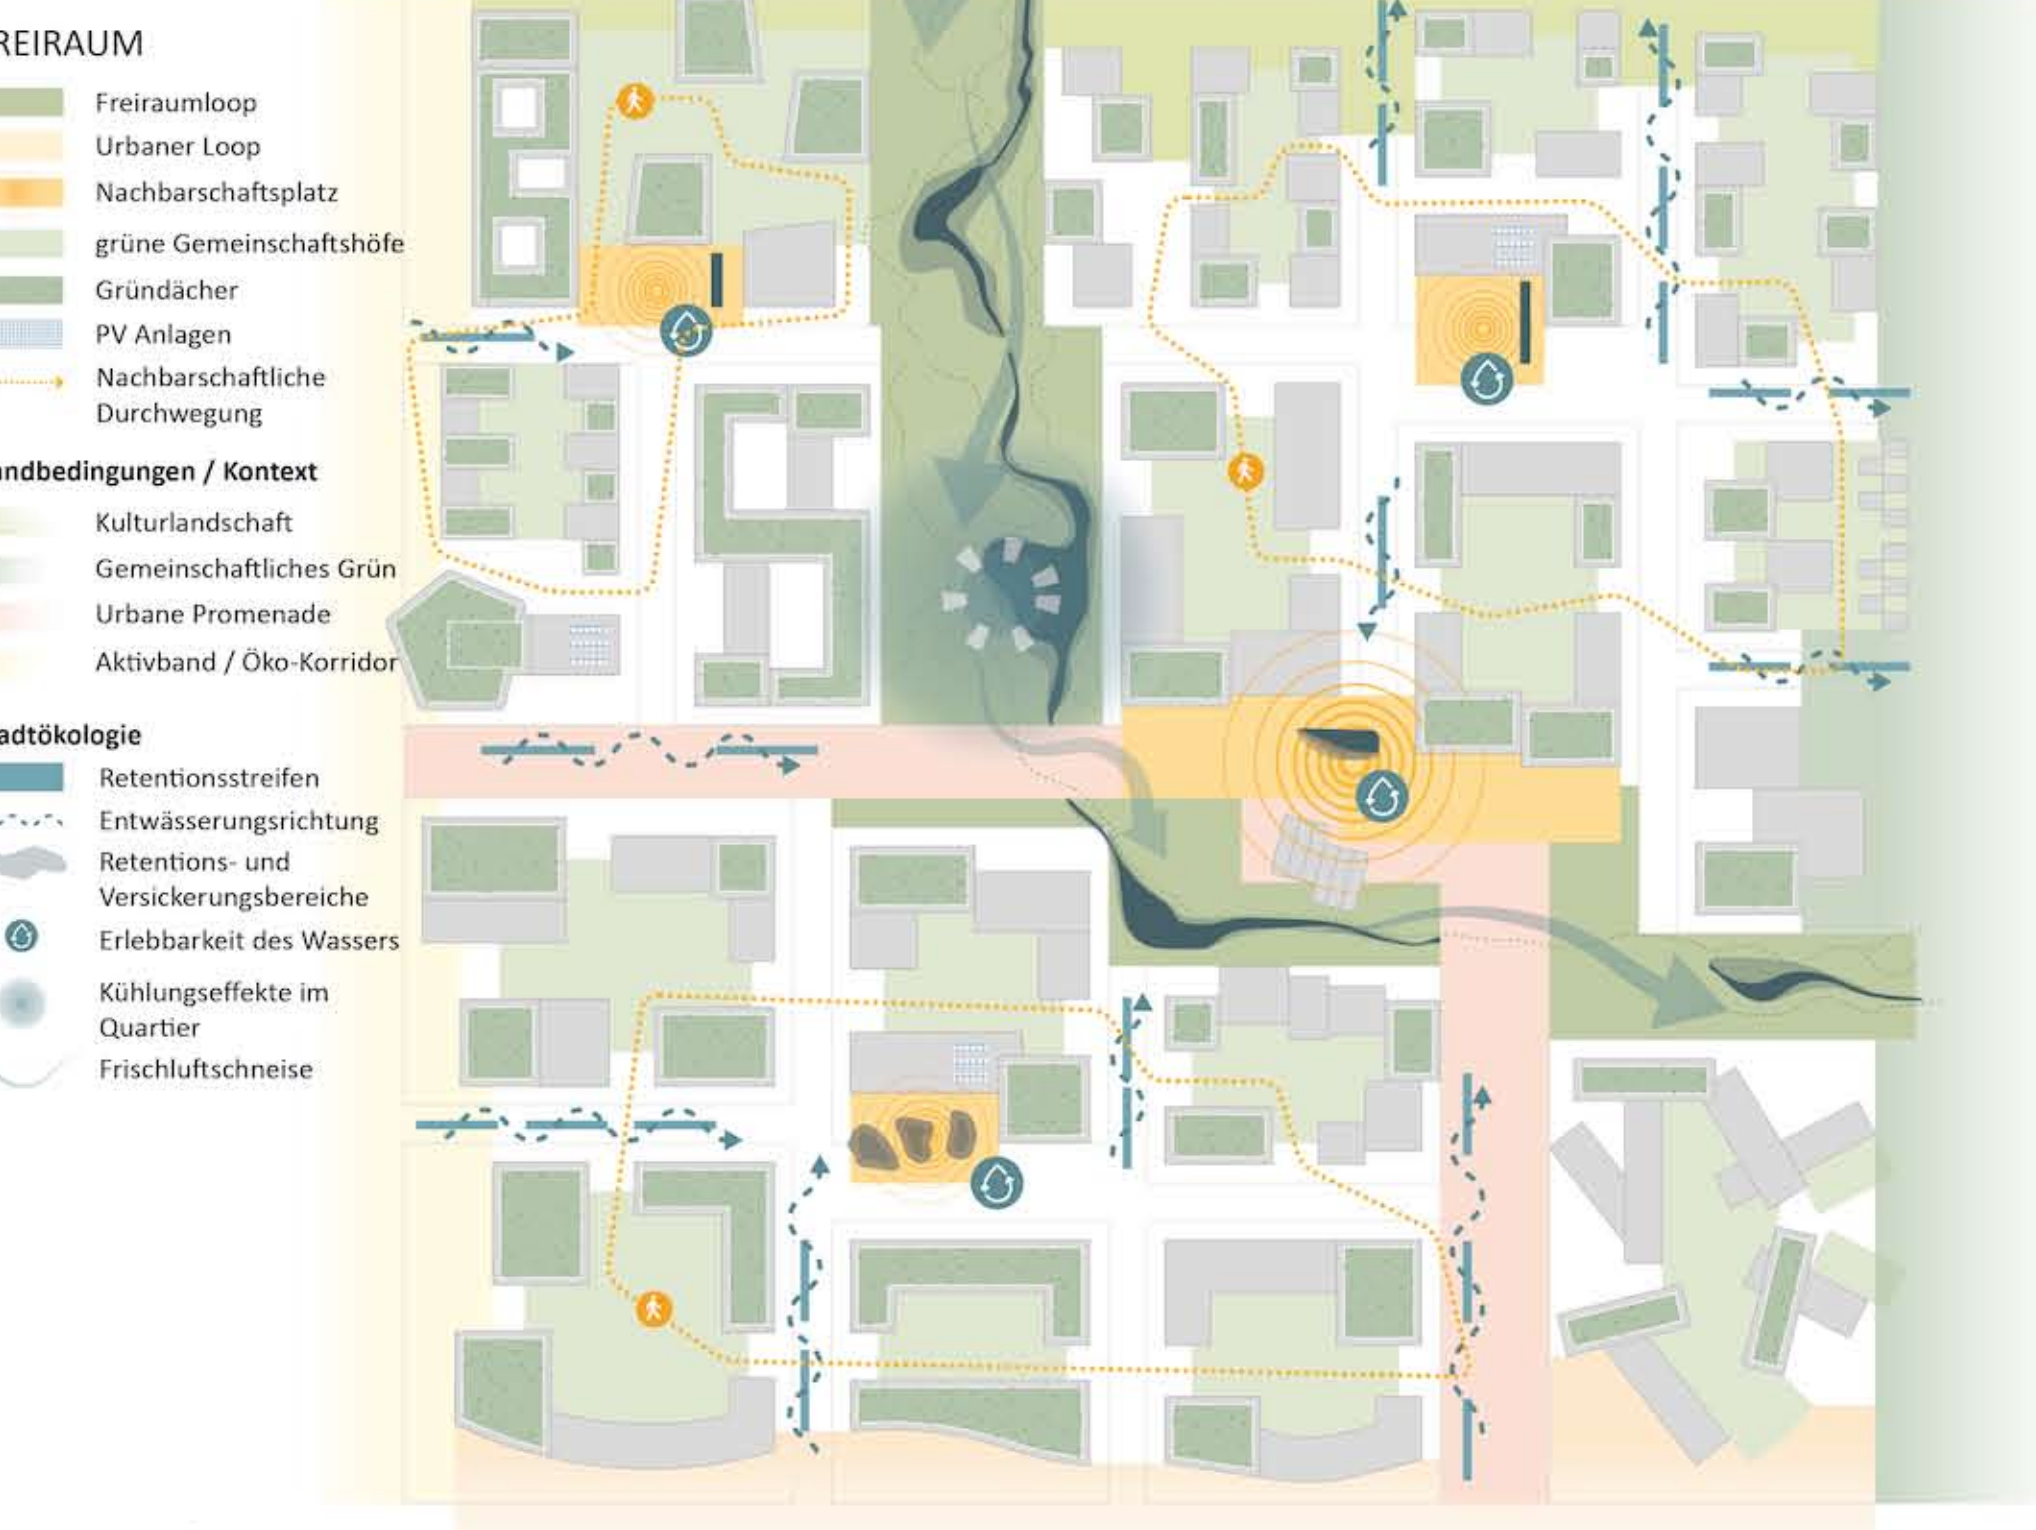 REIRAUM
Freiraumloop
Urbaner Loop
Nachbarschaftsplatz
grüne Gemeinschaftshöfe
Gründächer
PV Anlagen
Nachbarschaftliche
Durchwegung
andbedingungen / Kontext
Kulturlandschaft
Gemeinschaftliches Grün
Urbane Promenade
Aktivband / Öko-Korridor
adtökologie
Retentionsstreifen
Entwässerungsrichtung
Retentions- und
Versickerungsbereiche
Erlebbarkeit des Wassers
Kühlungseffekte im
Quartier
Frischluftschneise